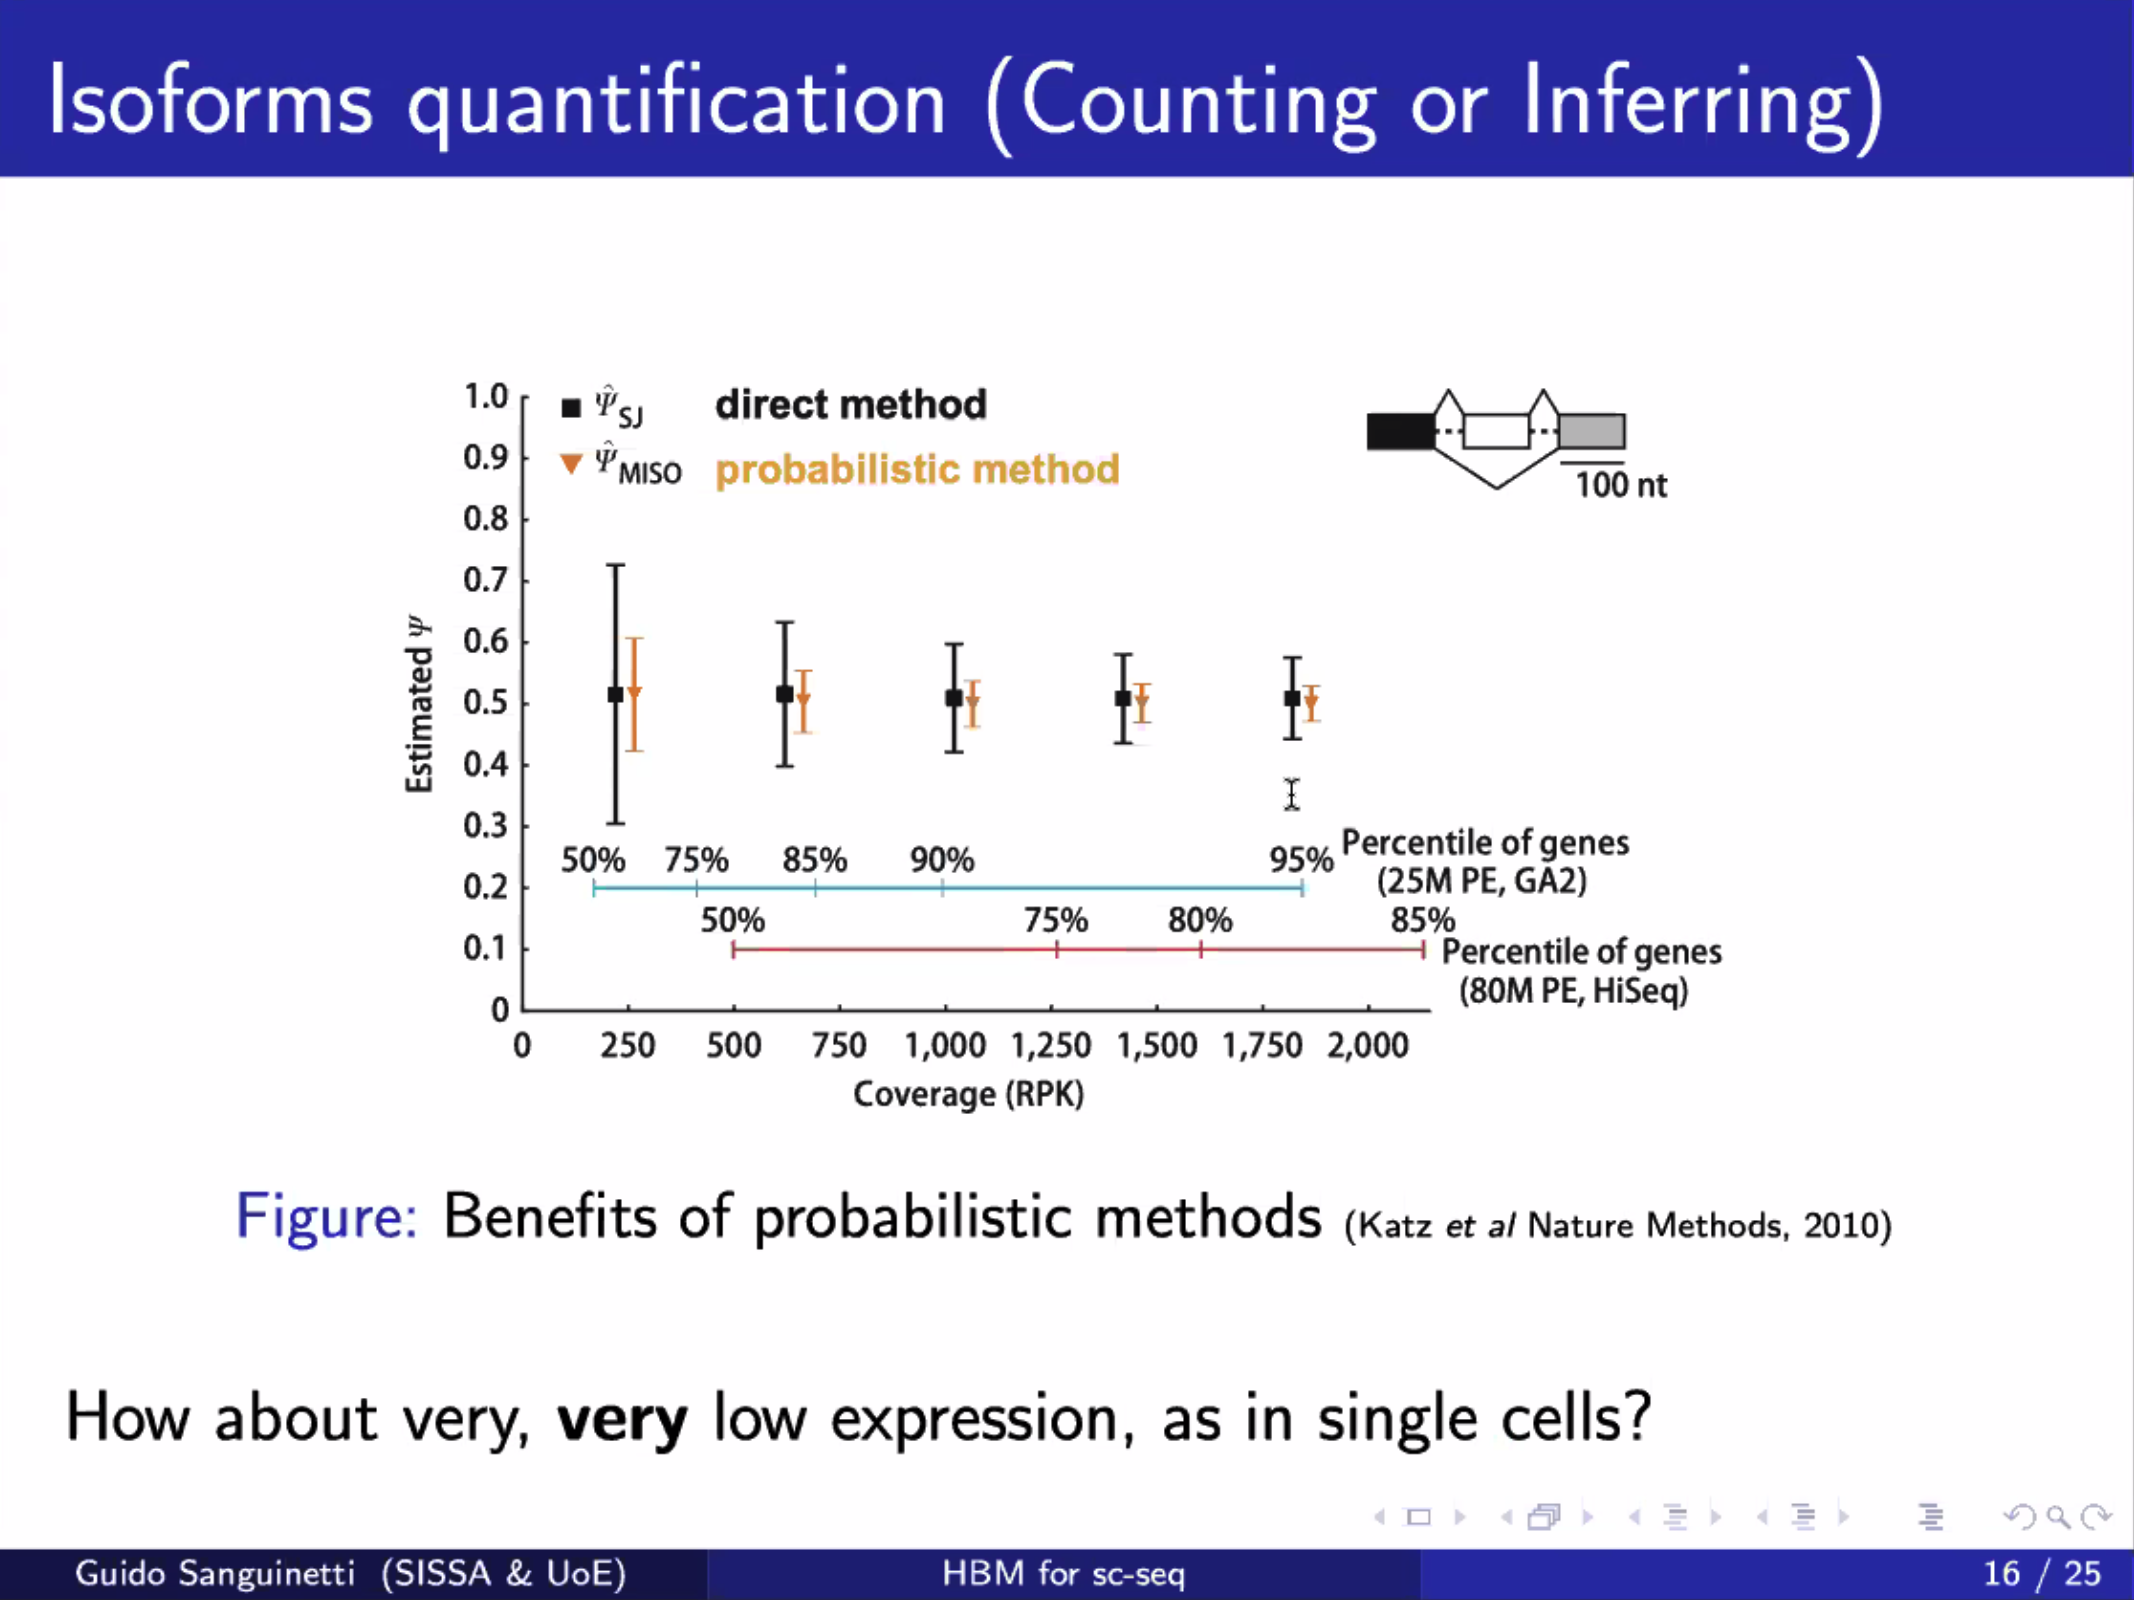 Isoforms quantification (Counting or Inferring)
1.0
0.9
0.8
0.7
0.6
0.5
0.4
0.3
0.2
0.1
0
Estimated Ψ
Ψ̂SJ direct method
Ψ̂MISO probabilistic method
100 nt
50% 75% 85% 90% 95% Percentile of genes
(25M PE, GA2)
50% 75% 80% 85%
Percentile of genes
(80M PE, HiSeq)
0 250 500 750 1,000 1,250 1,500 1,750 2,000
Coverage (RPK)
Figure: Benefits of probabilistic methods (Katz et al Nature Methods, 2010)
How about very, very low expression, as in single cells?
Guido Sanguinetti (SISSA & UoE) HBM for sc-seq 16 / 25